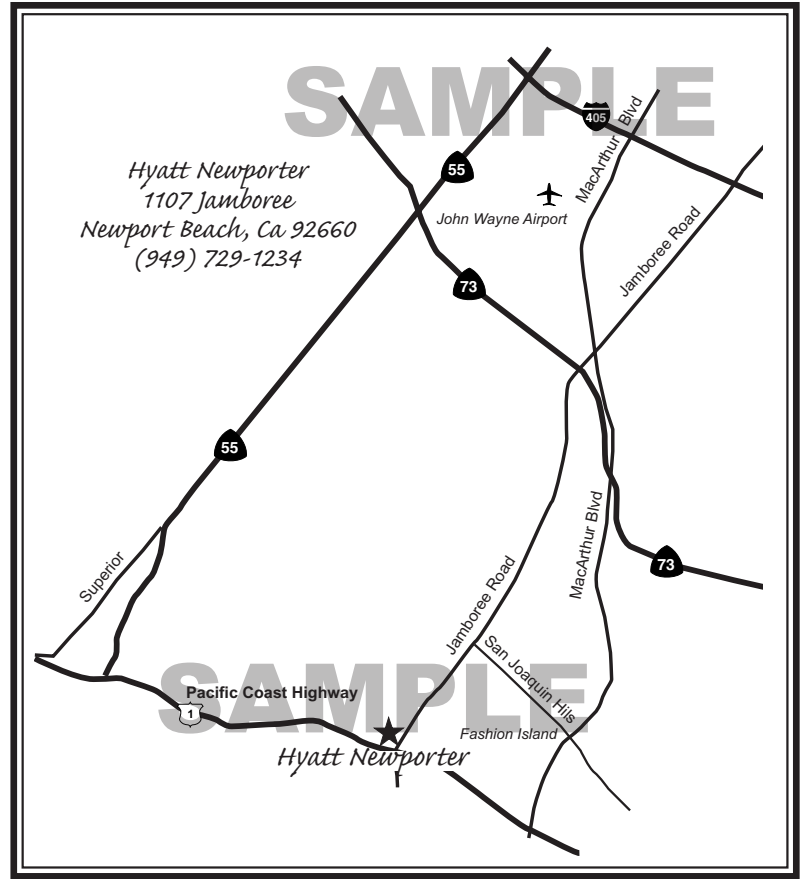 SAMPLE
405
MacArthur Blvd
55
Hyatt Newporter
1107 Jamboree
Newport Beach, Ca 92660
(949) 729-1234
John Wayne Airport
Jamboree Road
73
55
Superior
MacArthur Blvd
73
Jamboree Road
San Joaquin Hils
SAMPLE
Pacific Coast Highway
1
Fashion Island
Hyatt Newporter